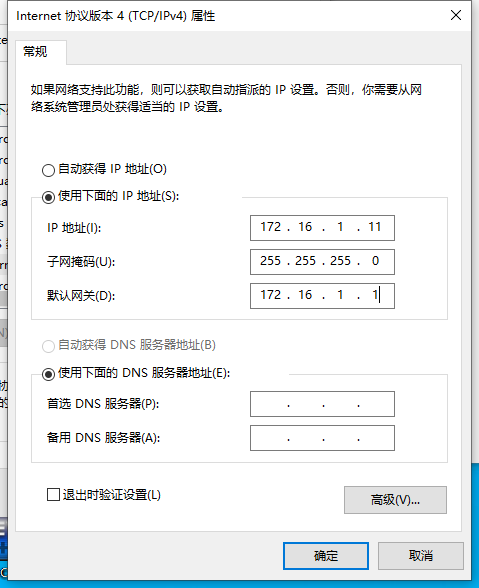 Internet 协议版本 4 (TCP/IPv4) 属性
常规
如果网络支持此功能，则可以获取自动指派的 IP 设置。否则，你需要从网
络系统管理员处获得适当的 IP 设置。
自动获得 IP 地址(O)
使用下面的 IP 地址(S):
IP 地址(I):
172 . 16 . 1 . 11
子网掩码(U):
255 . 255 . 255 . 0
默认网关(D):
172 . 16 . 1 . 1
自动获得 DNS 服务器地址(B)
使用下面的 DNS 服务器地址(E):
首选 DNS 服务器(P):
. . .
备用 DNS 服务器(A):
. . .
退出时验证设置(L)
高级(V)...
确定
取消